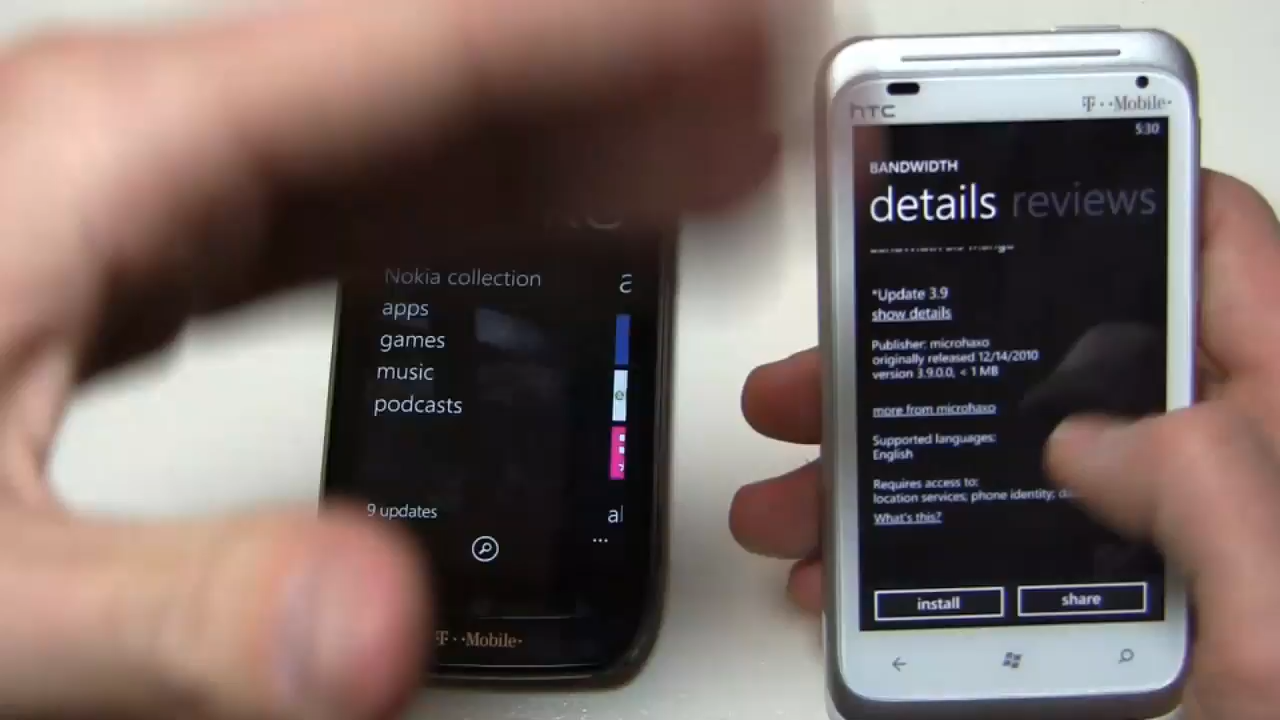 Nokia collection
apps
games
music
podcasts
9 updates
al
T··Mobile·
hTC
T··Mobile·
5:30
BANDWIDTH
details reviews
*Update 3.9
show details
Publisher: microhaxo
originally released 12/14/2010
version 3.9.0.0, < 1 MB
more from microhaxo
Supported languages:
English
Requires access to:
location services; phone identity;
What's this?
install share